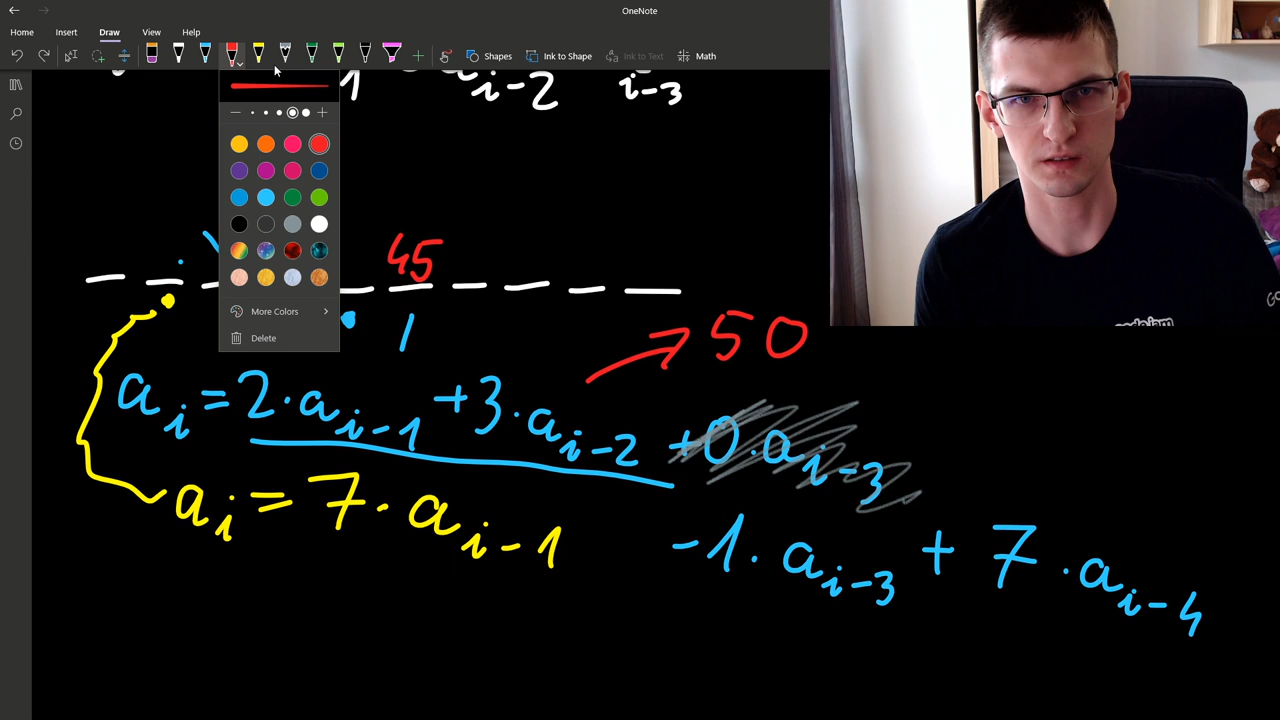 OneNote
Home Insert Draw View Help
Shapes Ink to Shape Ink to Text Math
1 i-2 i-3
45
More Colors
1
Delete
50
a_i = 2·a_{i-1} + 3·a_{i-2} + 0·a_{i-3}
a_i = 7·a_{i-1}
-1·a_{i-3} + 7·a_{i-4}
codejam